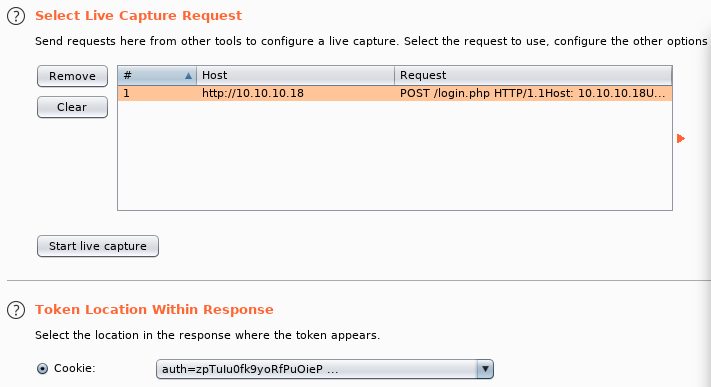 ? Select Live Capture Request
Send requests here from other tools to configure a live capture. Select the request to use, configure the other options
Remove
# Host Request
1 http://10.10.10.18 POST /login.php HTTP/1.1Host: 10.10.10.18U...
Clear
Start live capture
? Token Location Within Response
Select the location in the response where the token appears.
Cookie: auth=zpTuIu0fk9yoRfPuOieP ...